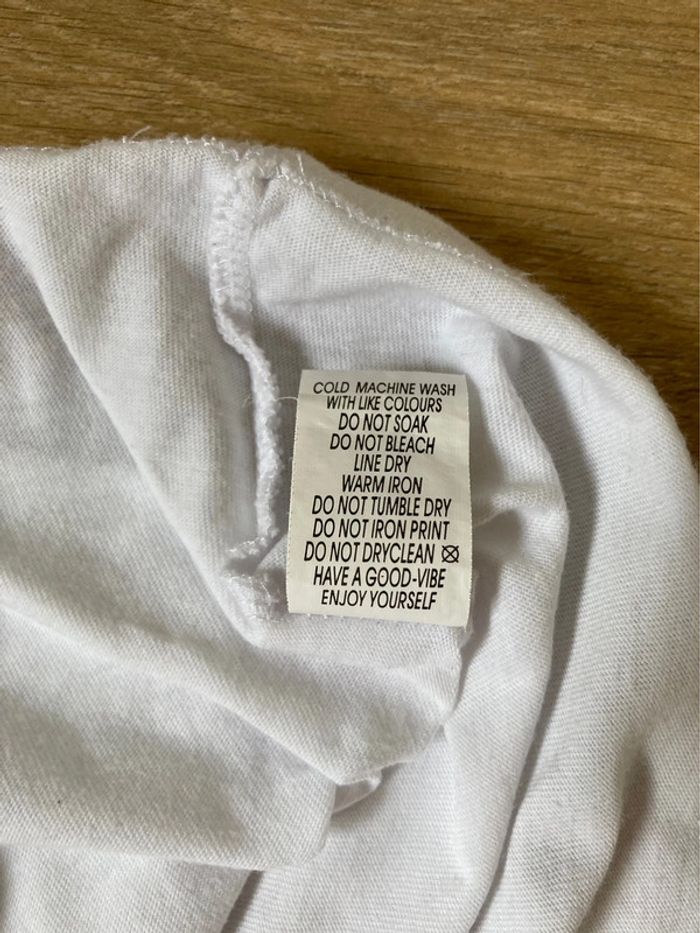 COLD MACHINE WASH
WITH LIKE COLOURS
DO NOT SOAK
DO NOT BLEACH
LINE DRY
WARM IRON
DO NOT TUMBLE DRY
DO NOT IRON PRINT
DO NOT DRYCLEAN
HAVE A GOOD-VIBE
ENJOY YOURSELF